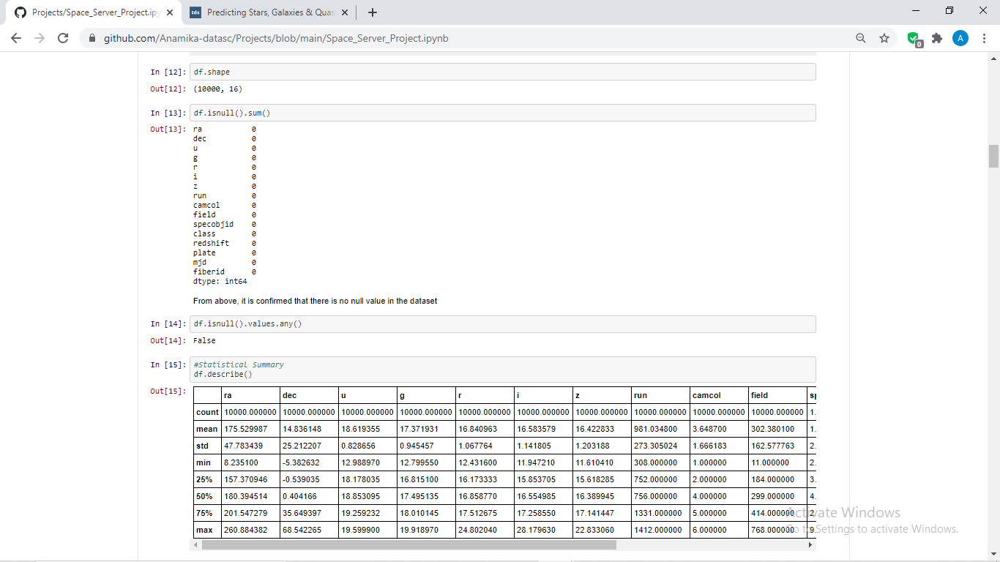 Projects/Space_Server_Project.ipy
tds Predicting Stars, Galaxies & Quas
github.com/Anamika-datasc/Projects/blob/main/Space_Server_Project.ipynb
0
A
In [12]: df.shape
Out[12]: (10000, 16)
In [13]: df.isnull().sum()
Out[13]: ra 0
dec 0
u 0
g 0
r 0
i 0
z 0
run 0
camcol 0
field 0
specobjid 0
class 0
redshift 0
plate 0
mjd 0
fiberid 0
dtype: int64
From above, it is confirmed that there is no null value in the dataset
In [14]: df.isnull().values.any()
Out[14]: False
In [15]: #Statistical Summary
df.describe()
Out[15]:
ra dec u g r i z run camcol field sp
count 10000.000000 10000.000000 10000.000000 10000.000000 10000.000000 10000.000000 10000.000000 10000.000000 10000.000000 10000.000000 1.
mean 175.529987 14.836148 18.619355 17.371931 16.840963 16.583579 16.422833 981.034800 3.648700 302.380100 1.
std 47.783439 25.212207 0.828656 0.945457 1.067764 1.141805 1.203188 273.305024 1.666183 162.577763 2.
min 8.235100 -5.382632 12.988970 12.799550 12.431600 11.947210 11.610410 308.000000 1.000000 11.000000 2.
25% 157.370946 -0.539035 18.178035 16.815100 16.173333 15.853705 15.618285 752.000000 2.000000 184.000000 3.
50% 180.394514 0.404166 18.853095 17.495135 16.858770 16.554985 16.389945 756.000000 4.000000 299.000000 4.
75% 201.547279 35.649397 19.259232 18.010145 17.512675 17.258550 17.141447 1331.000000 5.000000 414.000000 2.
max 260.884382 68.542265 19.599900 19.918970 24.802040 28.179630 22.833060 1412.000000 6.000000 768.000000 9.
Activate Windows
Go to Settings to activate Windows.